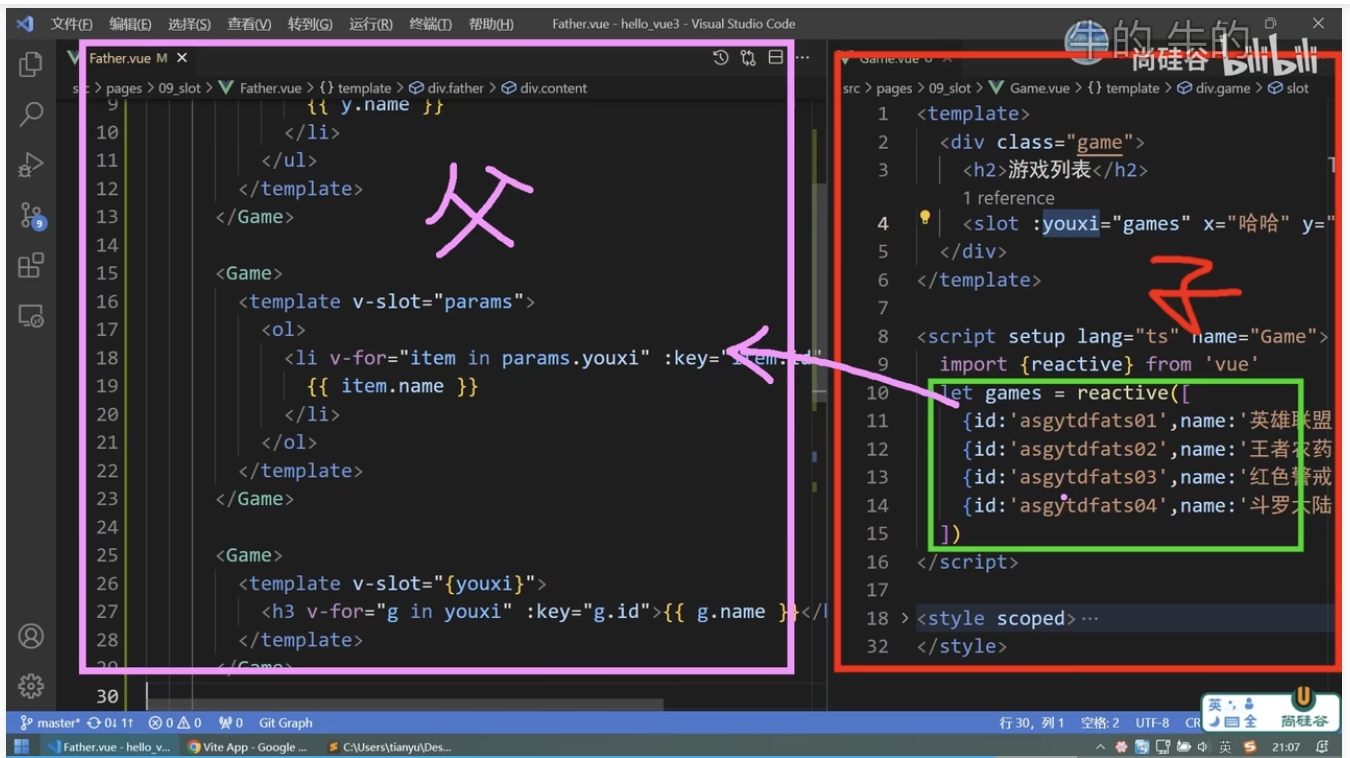 文件(F) 编辑(E) 选择(S) 查看(V) 转到(G) 运行(R) 终端(T) 帮助(H) Father.vue - hello_vue3 - Visual Studio Code
牛的 牛的
尚硅谷 bilibili
Father.vue M
Game.vue U
src > pages > 09_slot > Father.vue > {} template > div.father > div.content
9 {{ y.name }}
10 </li>
11 </ul>
12 </template>
13 </Game>
14
15 <Game>
16 <template v-slot="params">
17 <ol>
18 <li v-for="item in params.youxi" :key="item.id"
19 {{ item.name }}
20 </li>
21 </ol>
22 </template>
23 </Game>
24
25 <Game>
26 <template v-slot="{youxi}">
27 <h3 v-for="g in youxi" :key="g.id">{{ g.name }}</h
28 </template>
29 </Game>
30
父
src > pages > 09_slot > Game.vue > {} template > div.game > slot
1 <template>
2 <div class="game">
3 <h2>游戏列表</h2>
1 reference
4 <slot :youxi="games" x="哈哈" y="
5 </div>
6 </template>
7
8 <script setup lang="ts" name="Game">
9 import {reactive} from 'vue'
10 let games = reactive([
11 {id:'asgytdfats01',name:'英雄联盟
12 {id:'asgytdfats02',name:'王者农药
13 {id:'asgytdfats03',name:'红色警戒
14 {id:'asgytdfats04',name:'斗罗大陆
15 ])
16 </script>
17
18 <style scoped>…
32 </style>
子
9
master* 0↓ 1↑ 0 0 0 Git Graph
行 30，列 1 空格: 2 UTF-8 CR
英 全 尚硅谷
Father.vue - hello_v... Vite App - Google ... C:\Users\tianyu\Des...
英 21:07